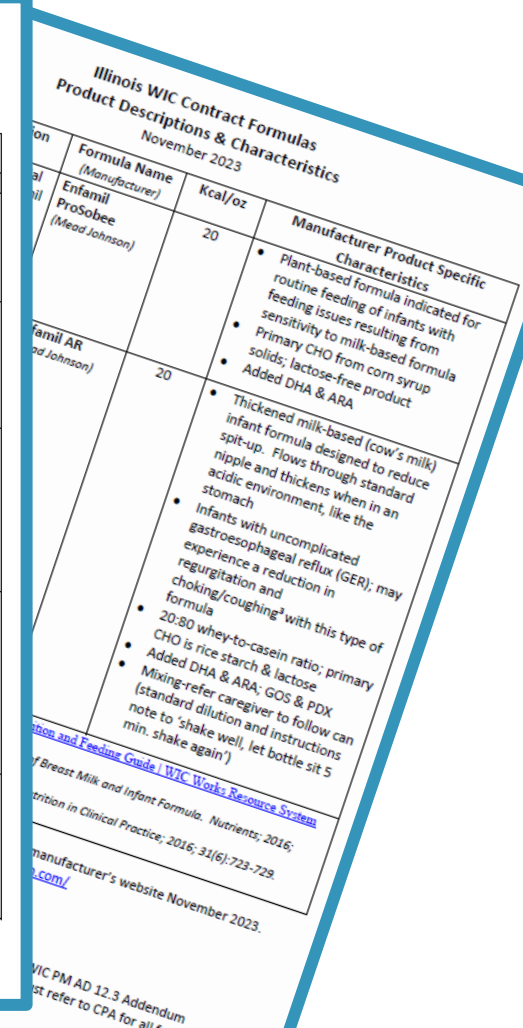 Illinois WIC Contract Formulas
Product Descriptions & Characteristics
November 2023
Formula Name
(Manufacturer)
Kcal/oz
Manufacturer Product Specific
Characteristics
Enfamil
ProSobee
(Mead Johnson)
20
• Plant-based formula indicated for
routine feeding of infants with
feeding issues resulting from
sensitivity to milk-based formula
• Primary CHO from corn syrup
solids; lactose-free product
• Added DHA & ARA
famil AR
ad Johnson)
20
• Thickened milk-based (cow's milk)
infant formula designed to reduce
spit-up. Flows through standard
nipple and thickens when in an
acidic environment, like the
stomach
• Infants with uncomplicated
gastroesophageal reflux (GER); may
experience a reduction in
regurgitation and
choking/coughing³ with this type of
formula
• 20:80 whey-to-casein ratio; primary
CHO is rice starch & lactose
• Added DHA & ARA; GOS & PDX
• Mixing-refer caregiver to follow can
(standard dilution and instructions
note to 'shake well, let bottle sit 5
min. shake again')
tion and Feeding Guide | WIC Works Resource System
of Breast Milk and Infant Formula. Nutrients; 2016;
trition in Clinical Practice; 2016; 31(6):723-729.
manufacturer's website November 2023.
.com/
WIC PM AD 12.3 Addendum
st refer to CPA for all f